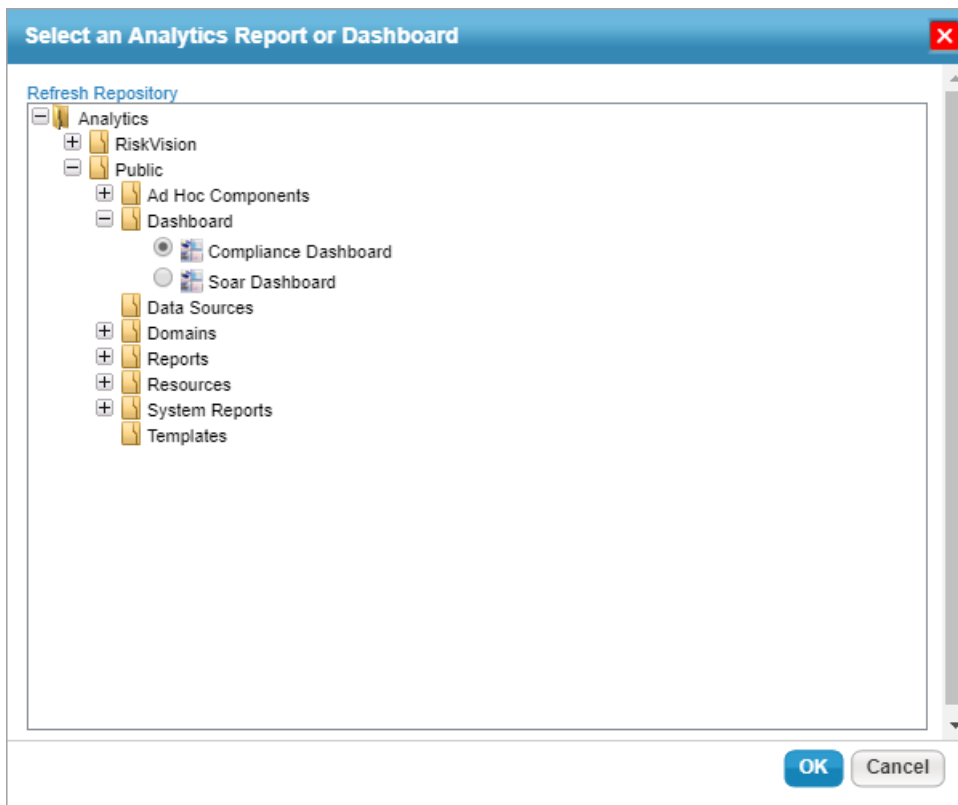 Select an Analytics Report or Dashboard
Refresh Repository
Analytics
RiskVision
Public
Ad Hoc Components
Dashboard
Compliance Dashboard
Soar Dashboard
Data Sources
Domains
Reports
Resources
System Reports
Templates
OK Cancel